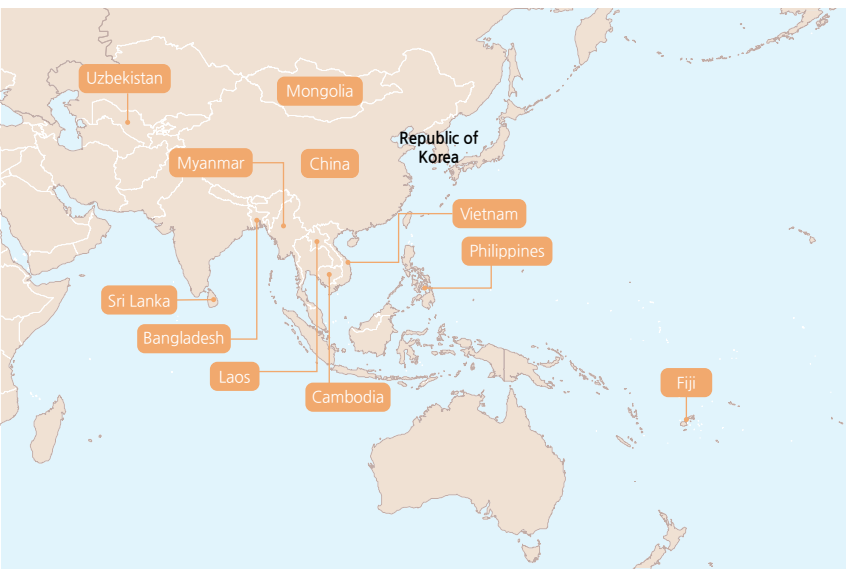 Uzbekistan
Mongolia
Republic of
Korea
Myanmar
China
Vietnam
Philippines
Sri Lanka
Bangladesh
Laos
Cambodia
Fiji